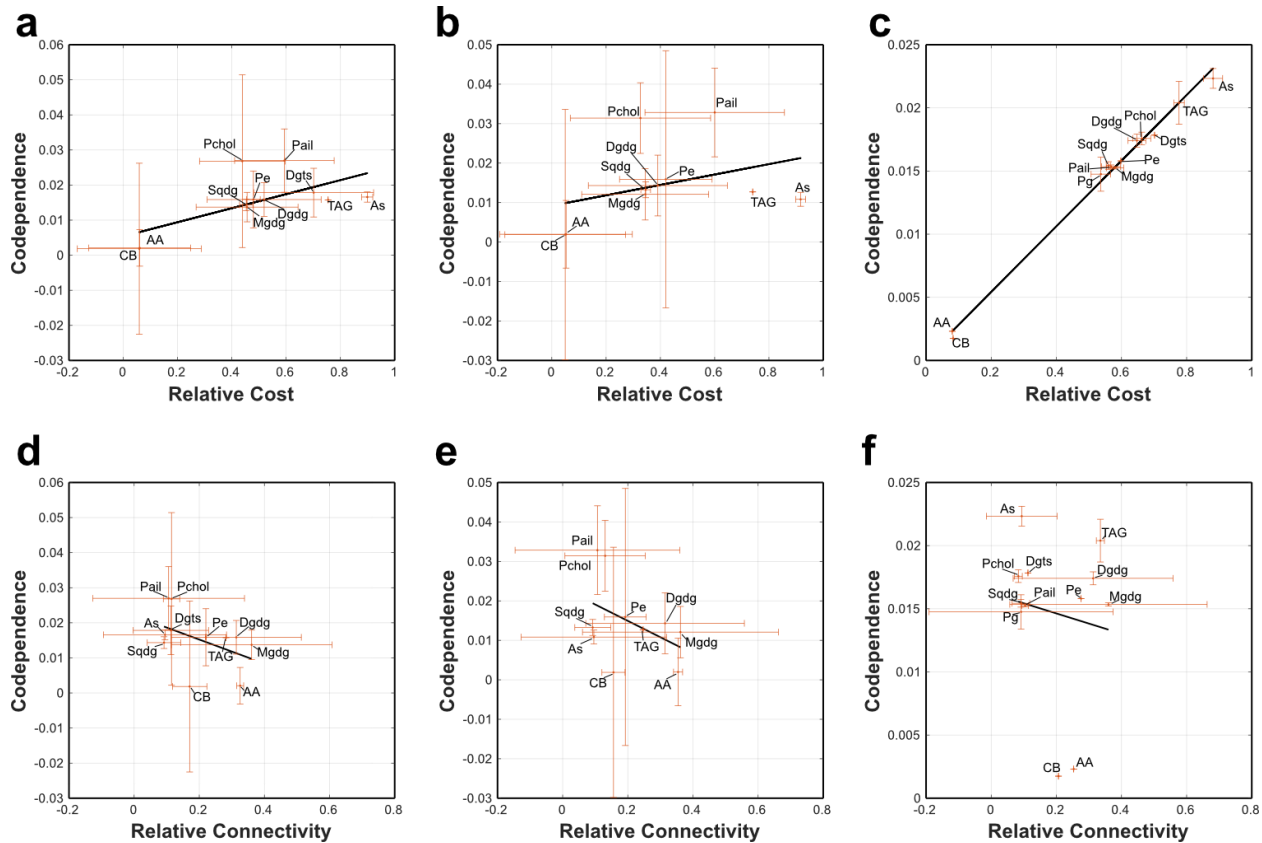 a
0.06
0.05
0.04
0.03
0.02
0.01
0
-0.01
-0.02
-0.03
-0.2
0
0.2
0.4
0.6
0.8
1
Codependence
Relative Cost
Pchol
Pail
Sqdg
Pe
Dgts
Mgdg
Dgdg
TAG
As
AA
CB
b
0.05
0.04
0.03
0.02
0.01
0
-0.01
-0.02
-0.03
-0.2
0
0.2
0.4
0.6
0.8
1
Codependence
Relative Cost
Pchol
Pail
Dgdg
Sqdg
Pe
Mgdg
TAG
As
AA
CB
c
0.025
0.02
0.015
0.01
0.005
0
0
0.2
0.4
0.6
0.8
1
Codependence
Relative Cost
As
TAG
Pchol
Dgdg
Dgts
Sqdg
Pail
Pe
Pg
Mgdg
AA
CB
d
0.06
0.05
0.04
0.03
0.02
0.01
0
-0.01
-0.02
-0.03
-0.2
0
0.2
0.4
0.6
0.8
Codependence
Relative Connectivity
Pail
Pchol
Dgts
As
Pe
Dgdg
Sqdg
TAG
Mgdg
CB
AA
e
0.05
0.04
0.03
0.02
0.01
0
-0.01
-0.02
-0.03
-0.2
0
0.2
0.4
0.6
0.8
Codependence
Relative Connectivity
Pail
Pchol
Dgdg
Sqdg
Pe
As
TAG
Mgdg
CB
AA
f
0.025
0.02
0.015
0.01
0.005
0
-0.2
0
0.2
0.4
0.6
0.8
Codependence
Relative Connectivity
As
TAG
Pchol
Dgts
Dgdg
Sqdg
Pail
Pe
Mgdg
Pg
CB
AA